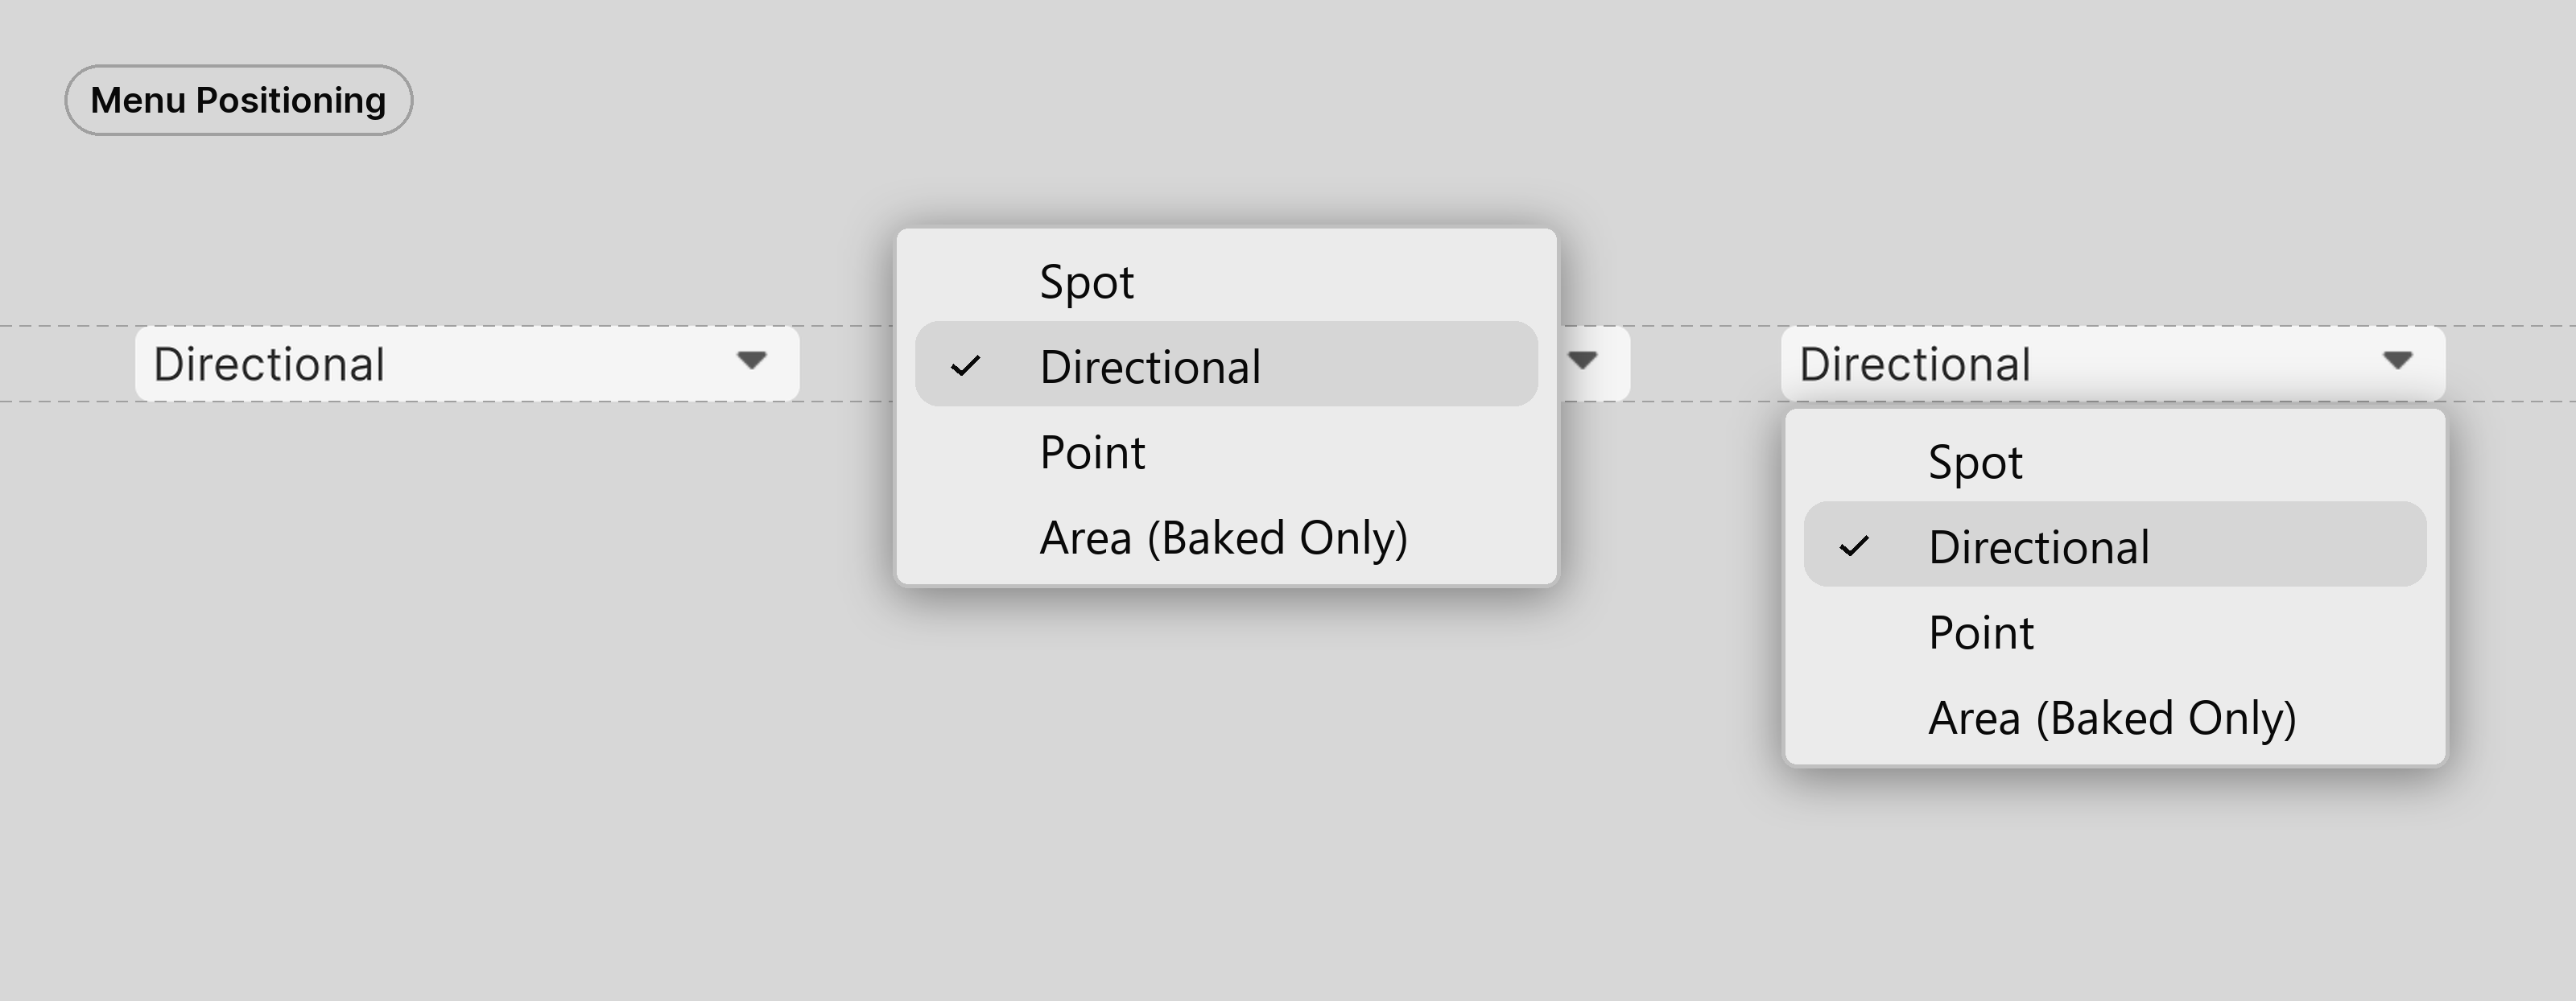 Menu Positioning
Directional
Spot
Directional
Point
Area (Baked Only)
Directional
Spot
Directional
Point
Area (Baked Only)